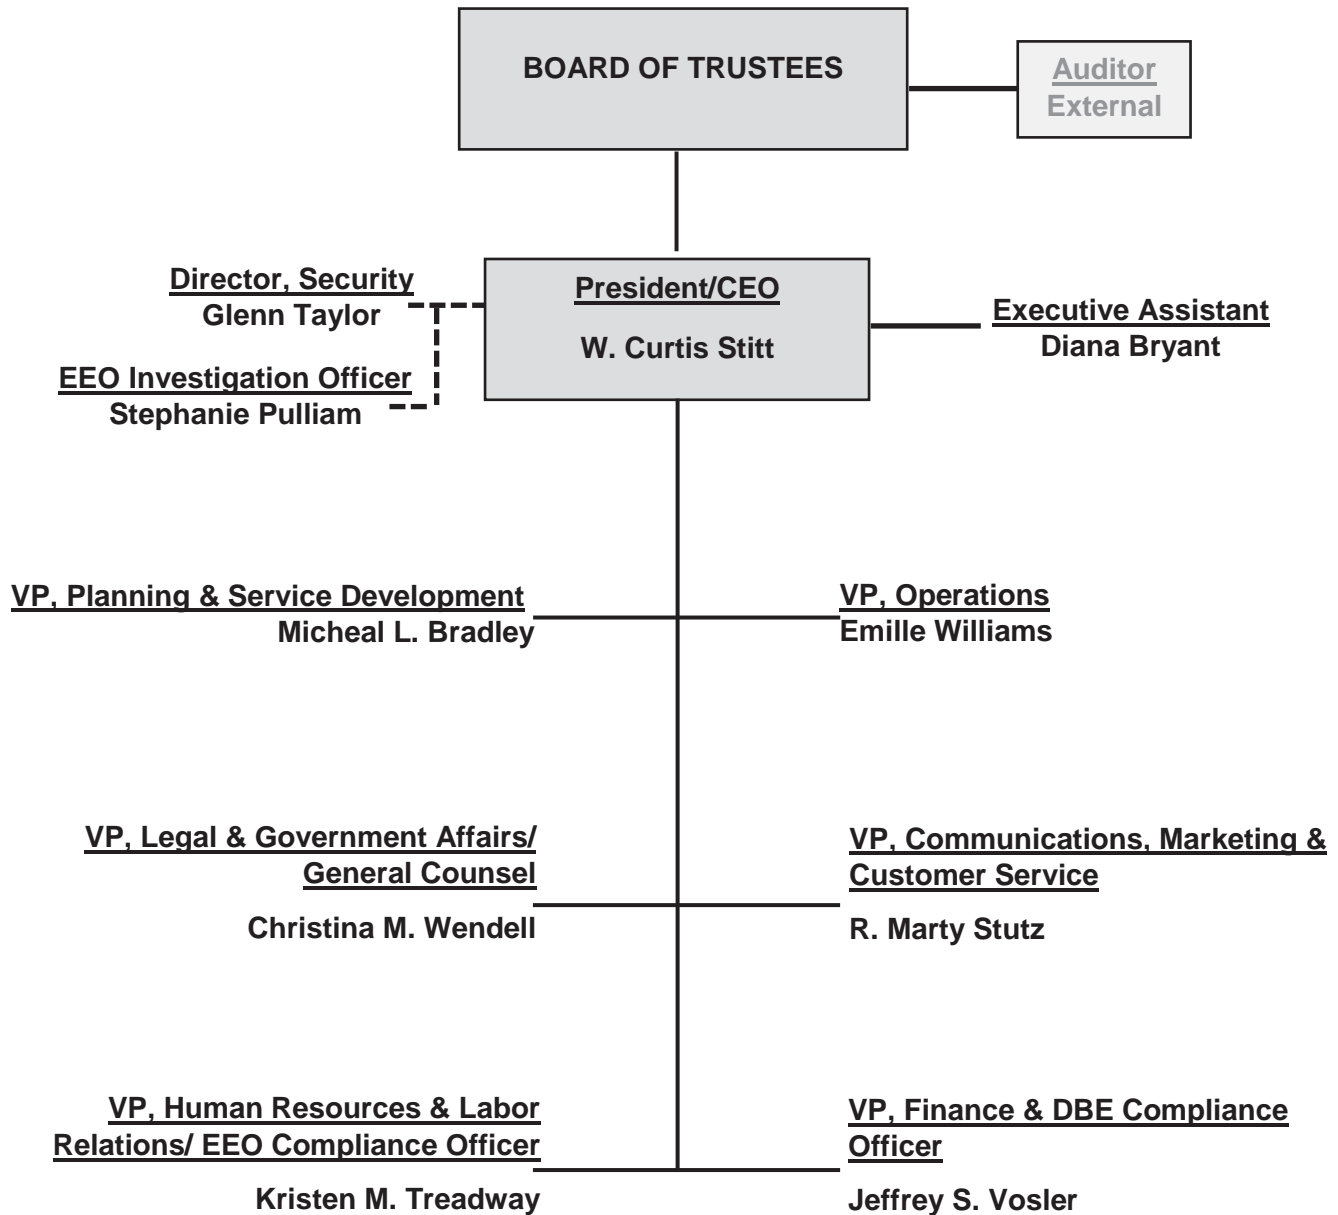 BOARD OF TRUSTEES
Auditor
External
Director, Security
Glenn Taylor
EEO Investigation Officer
Stephanie Pulliam
President/CEO
W. Curtis Stitt
Executive Assistant
Diana Bryant
VP, Planning & Service Development
Micheal L. Bradley
VP, Operations
Emille Williams
VP, Legal & Government Affairs/
General Counsel
Christina M. Wendell
VP, Communications, Marketing &
Customer Service
R. Marty Stutz
VP, Human Resources & Labor
Relations/ EEO Compliance Officer
Kristen M. Treadway
VP, Finance & DBE Compliance
Officer
Jeffrey S. Vosler